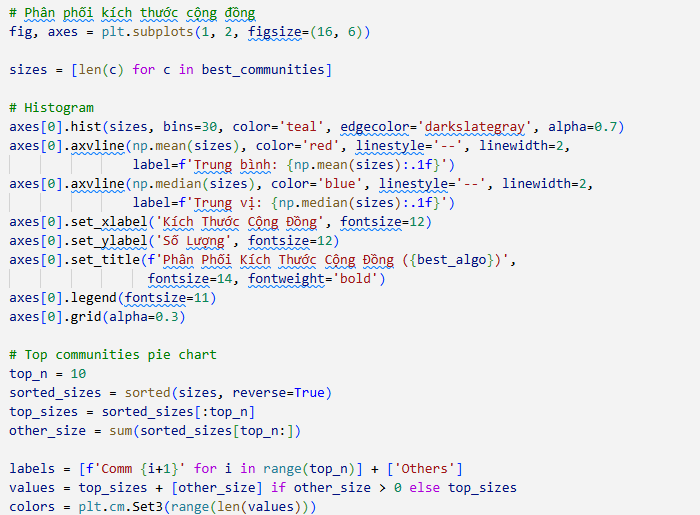 # Phân phối kích thước cộng đồng
fig, axes = plt.subplots(1, 2, figsize=(16, 6))
sizes = [len(c) for c in best_communities]
# Histogram
axes[0].hist(sizes, bins=30, color='teal', edgecolor='darkslategray', alpha=0.7)
axes[0].axvline(np.mean(sizes), color='red', linestyle='--', linewidth=2,
label=f'Trung bình: {np.mean(sizes):.1f}')
axes[0].axvline(np.median(sizes), color='blue', linestyle='--', linewidth=2,
label=f'Trung vị: {np.median(sizes):.1f}')
axes[0].set_xlabel('Kích Thước Cộng Đồng', fontsize=12)
axes[0].set_ylabel('Số Lượng', fontsize=12)
axes[0].set_title(f'Phân Phối Kích Thước Cộng Đồng ({best_algo})',
fontsize=14, fontweight='bold')
axes[0].legend(fontsize=11)
axes[0].grid(alpha=0.3)
# Top communities pie chart
top_n = 10
sorted_sizes = sorted(sizes, reverse=True)
top_sizes = sorted_sizes[:top_n]
other_size = sum(sorted_sizes[top_n:])
labels = [f'Comm {i+1}' for i in range(top_n)] + ['Others']
values = top_sizes + [other_size] if other_size > 0 else top_sizes
colors = plt.cm.Set3(range(len(values)))